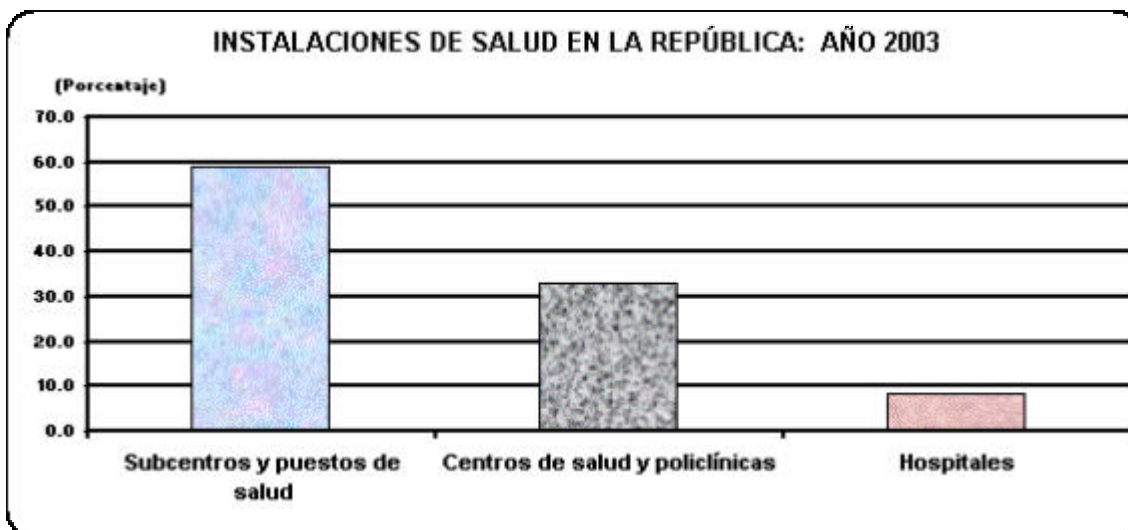 INSTALACIONES DE SALUD EN LA REPÚBLICA: AÑO 2003
(Porcentaje)
70.0
60.0
50.0
40.0
30.0
20.0
10.0
0.0
Subcentros y puestos de
salud
Centros de salud y policlínicas
Hospitales